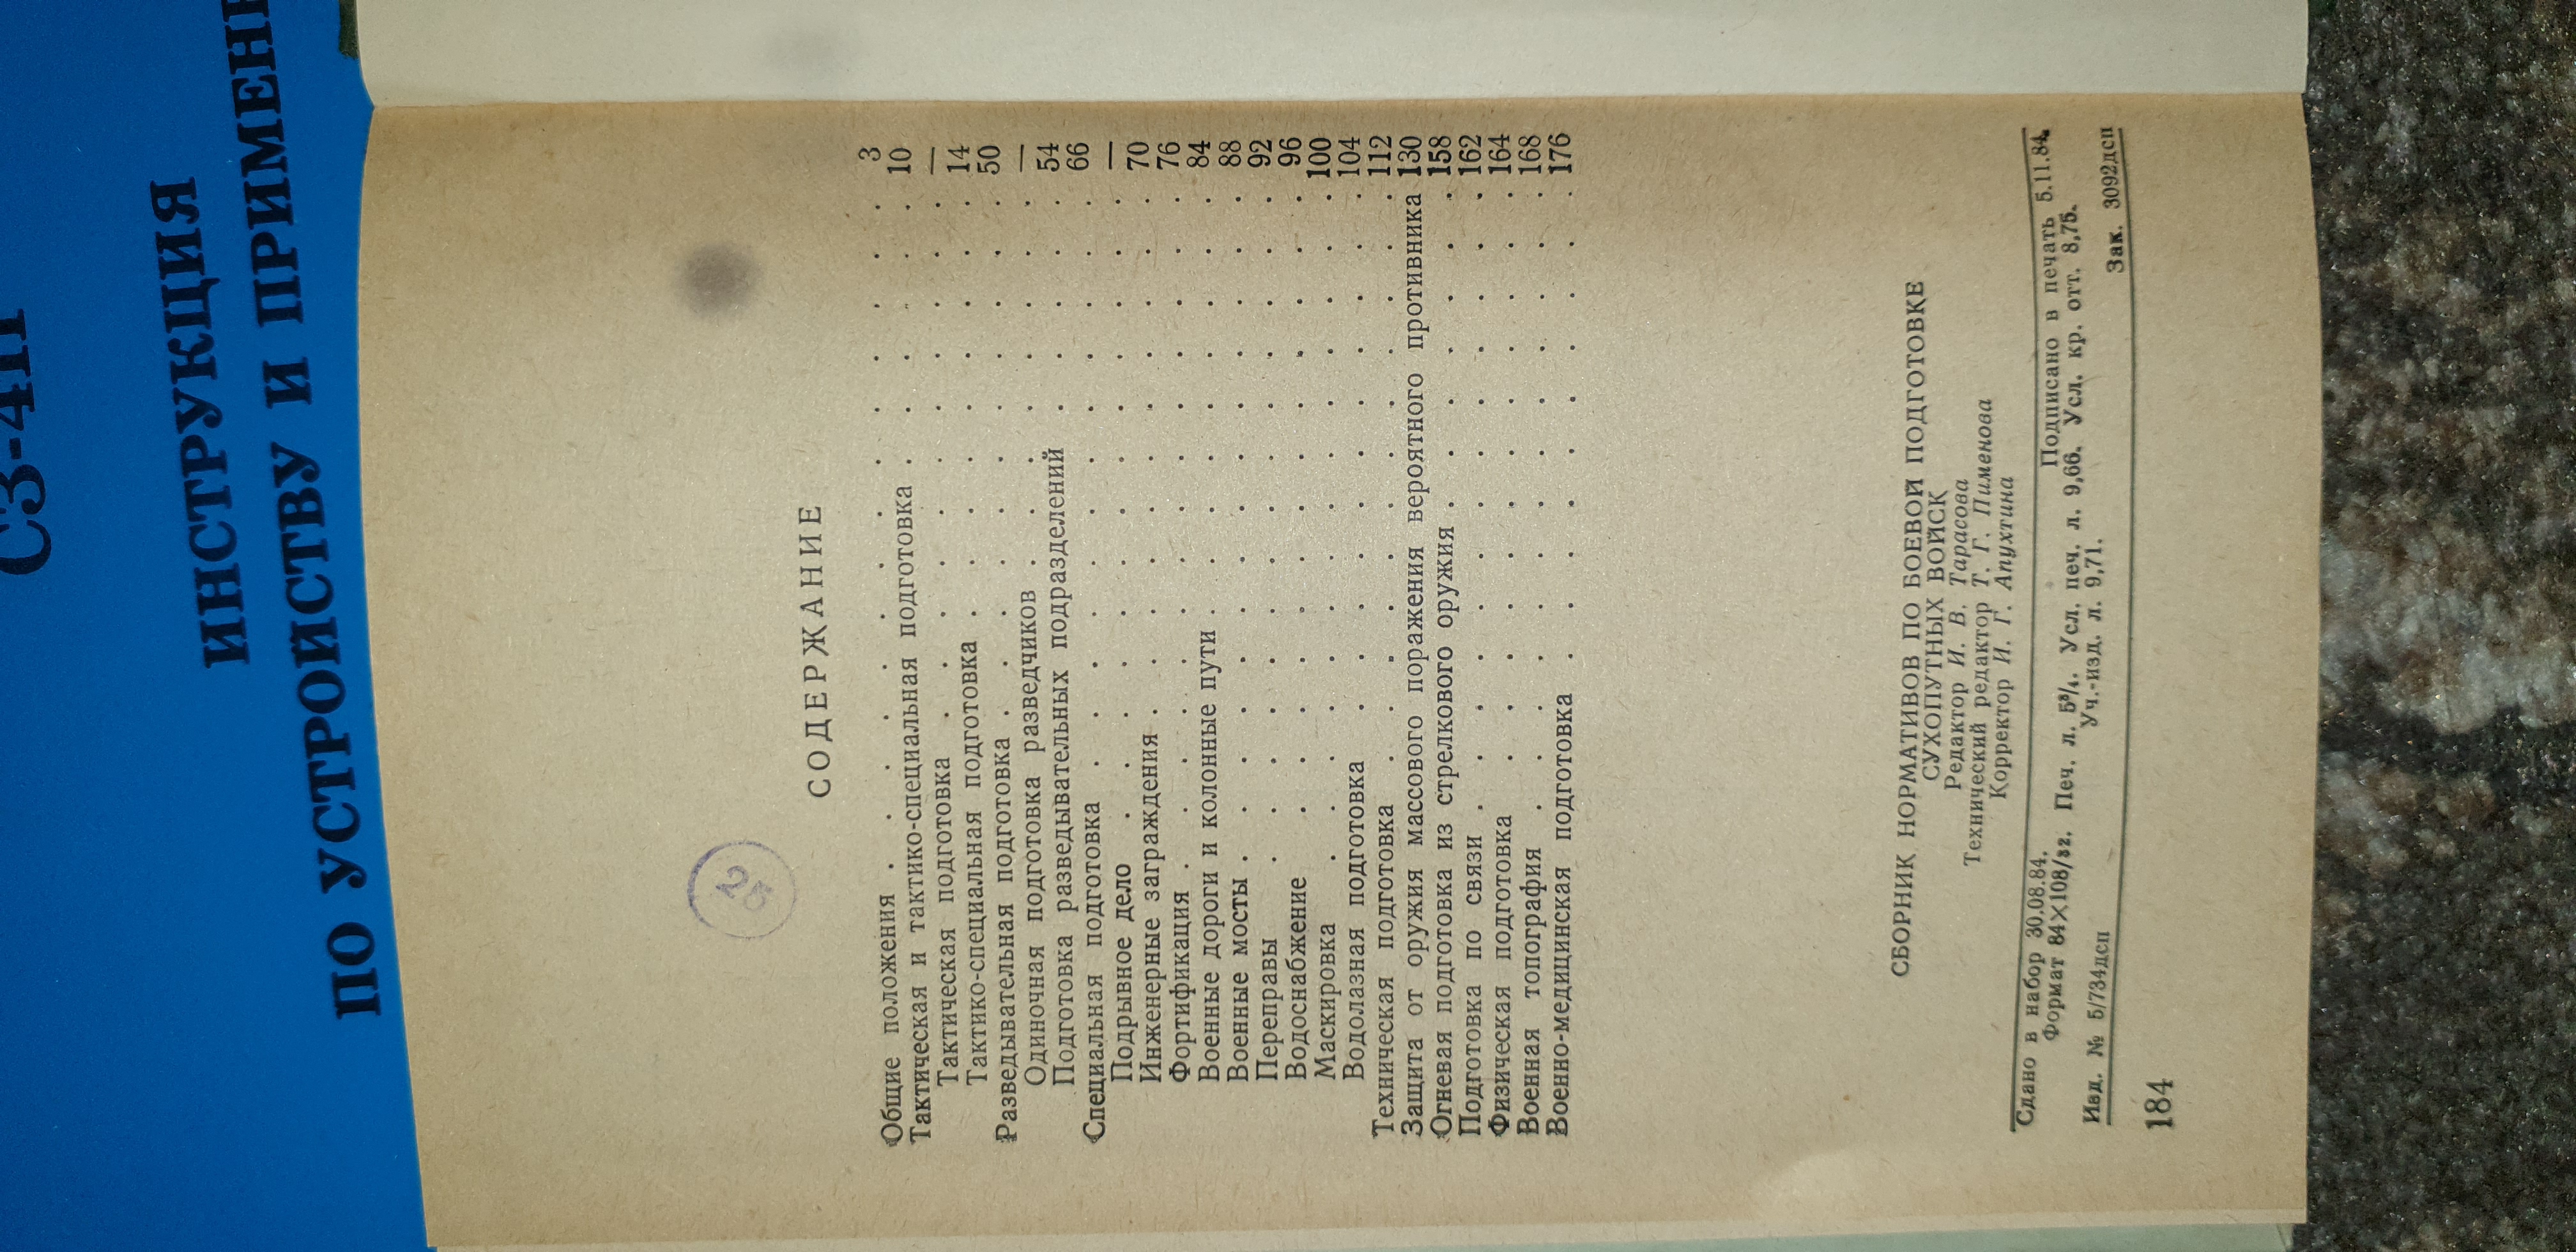 СЗ-4П
ИНСТРУКЦИЯ
ПО УСТРОЙСТВУ И
25
СОДЕРЖАНИЕ
Общие положения . . . . . . . . . . . . . . 3
Тактическая и тактико-специальная подготовка . . . . . . 10
Тактическая подготовка . . . . . . . . . . . . —
Тактико-специальная подготовка . . . . . . . . . . 14
Разведывательная подготовка . . . . . . . . . . 50
Одиночная подготовка разведчиков . . . . . . . . —
Подготовка разведывательных подразделений . . . . . 54
Специальная подготовка . . . . . . . . . . . . 66
Подрывное дело . . . . . . . . . . . . . —
Инженерные заграждения . . . . . . . . . . . 70
Фортификация . . . . . . . . . . . . . . 76
Военные дороги и колонные пути . . . . . . . . . 84
Военные мосты . . . . . . . . . . . . . . 88
Переправы . . . . . . . . . . . . . . 92
Водоснабжение . . . . . . . . . . . . . . 96
Маскировка . . . . . . . . . . . . . . 100
Водолазная подготовка . . . . . . . . . . . . 104
Техническая подготовка . . . . . . . . . . . . 112
Защита от оружия массового поражения вероятного противника 130
Огневая подготовка из стрелкового оружия . . . . . . . 158
Подготовка по связи . . . . . . . . . . . . . 162
Физическая подготовка . . . . . . . . . . . . 164
Военная топография . . . . . . . . . . . . . 168
Военно-медицинская подготовка . . . . . . . . . . 176
СБОРНИК НОРМАТИВОВ ПО БОЕВОЙ ПОДГОТОВКЕ
СУХОПУТНЫХ ВОЙСК
Редактор И. В. Тарасова
Технический редактор Т. Г. Пименова
Корректор И. Г. Апухтина
Сдано в набор 30.08.84. Подписано в печать 5.11.84.
Формат 84×108/32. Печ. л. 5³/₄. Усл. печ. л. 9,66. Усл. кр. отт. 8,75.
Уч.-изд. л. 9,71.
Изд. № 5/734дсп Зак. 3092дсп
184